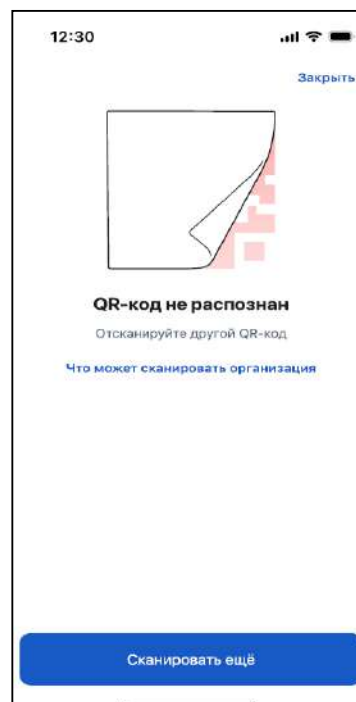 12:30
Закрыть
QR-код не распознан
Отсканируйте другой QR-код
Что может сканировать организация
Сканировать ещё